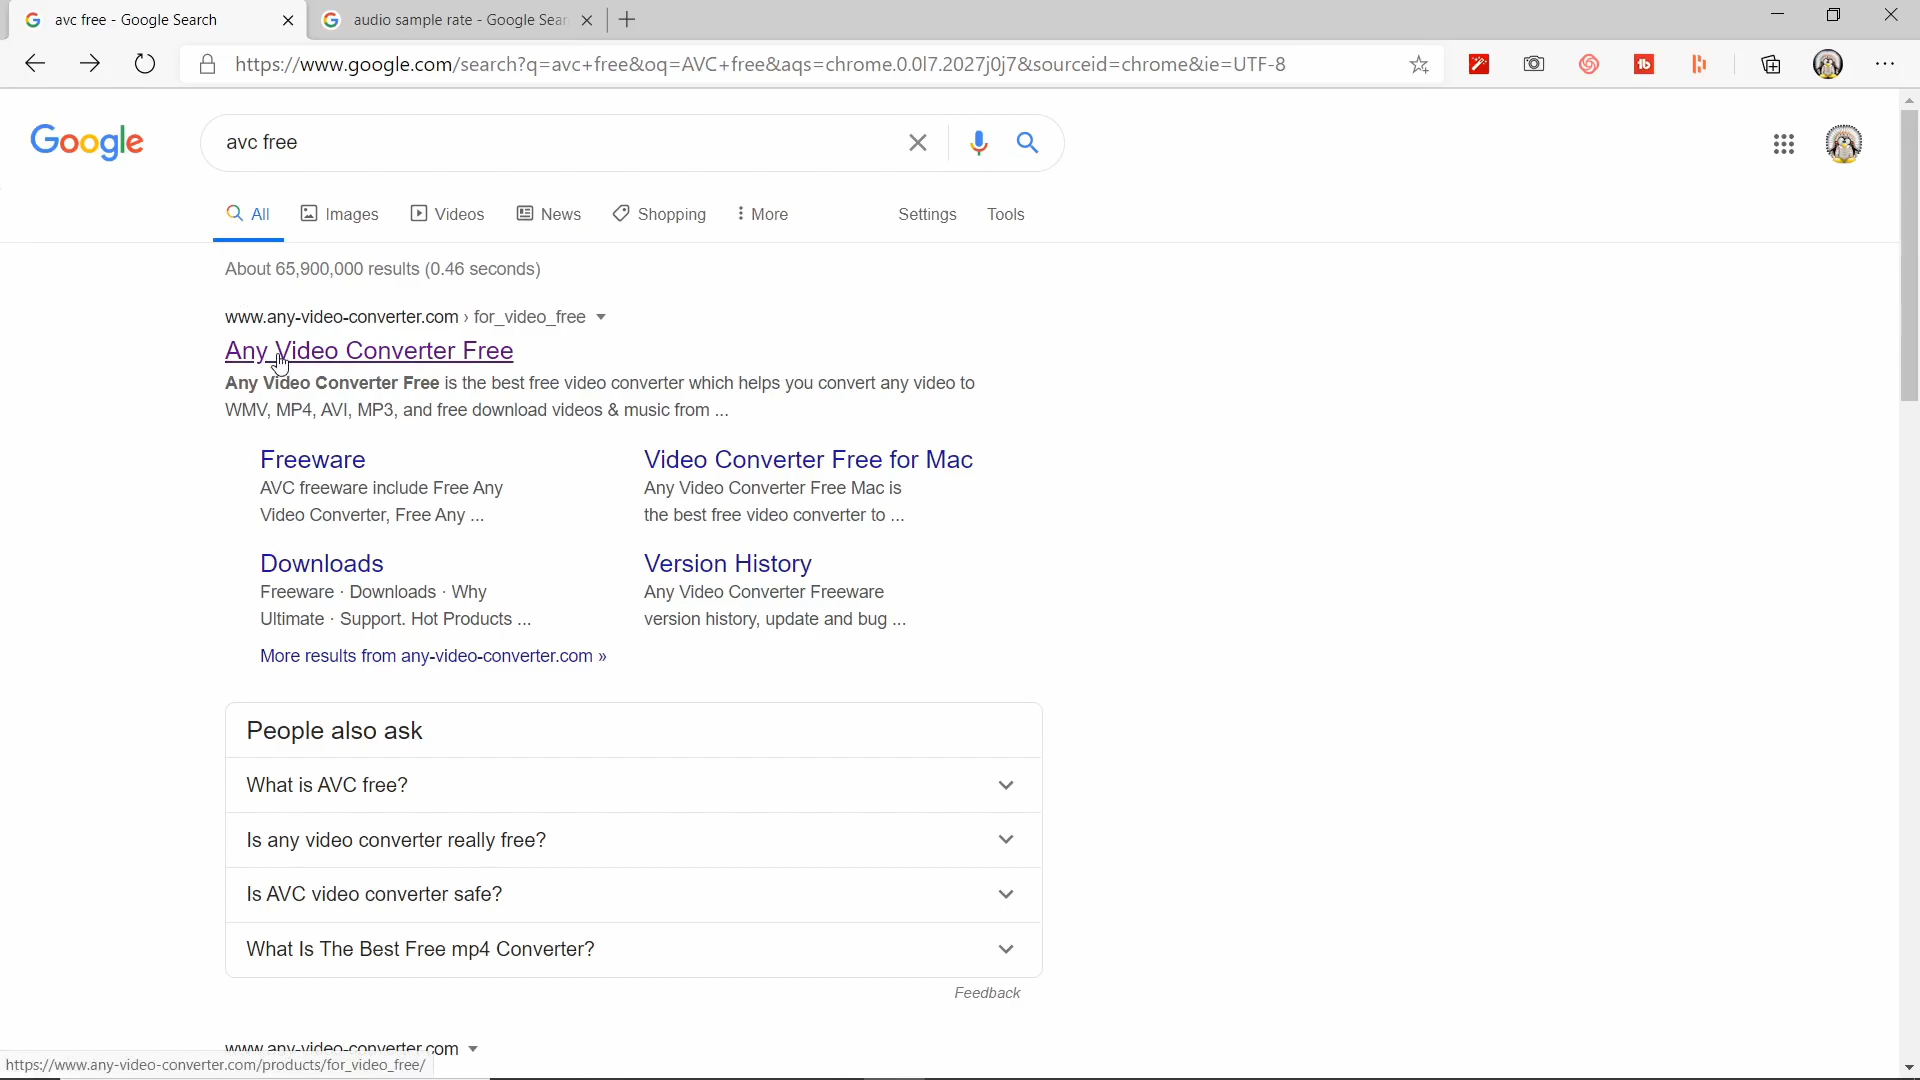 avc free - Google Search
audio sample rate - Google Sear
https://www.google.com/search?q=avc+free&oq=AVC+free&aqs=chrome.0.0l7.2027j0j7&sourceid=chrome&ie=UTF-8
tb
Google
avc free
All Images Videos News Shopping More Settings Tools
About 65,900,000 results (0.46 seconds)
www.any-video-converter.com › for_video_free
Any Video Converter Free
Any Video Converter Free is the best free video converter which helps you convert any video to
WMV, MP4, AVI, MP3, and free download videos & music from ...
Freeware
AVC freeware include Free Any
Video Converter, Free Any ...
Video Converter Free for Mac
Any Video Converter Free Mac is
the best free video converter to ...
Downloads
Freeware · Downloads · Why
Ultimate · Support. Hot Products ...
Version History
Any Video Converter Freeware
version history, update and bug ...
More results from any-video-converter.com »
People also ask
What is AVC free?
Is any video converter really free?
Is AVC video converter safe?
What Is The Best Free mp4 Converter?
Feedback
www.any-video-converter.com
https://www.any-video-converter.com/products/for_video_free/